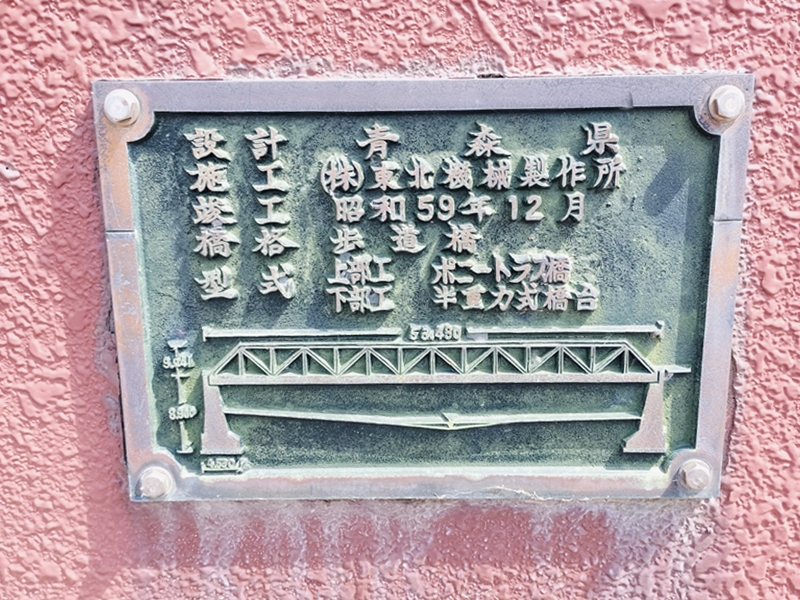 設計 青森県
施工 (株)東北機械製作所
竣工 昭和59年12月
橋格 歩道橋
型式 上部工 ポニートラス橋
下部工 半重力式橋台